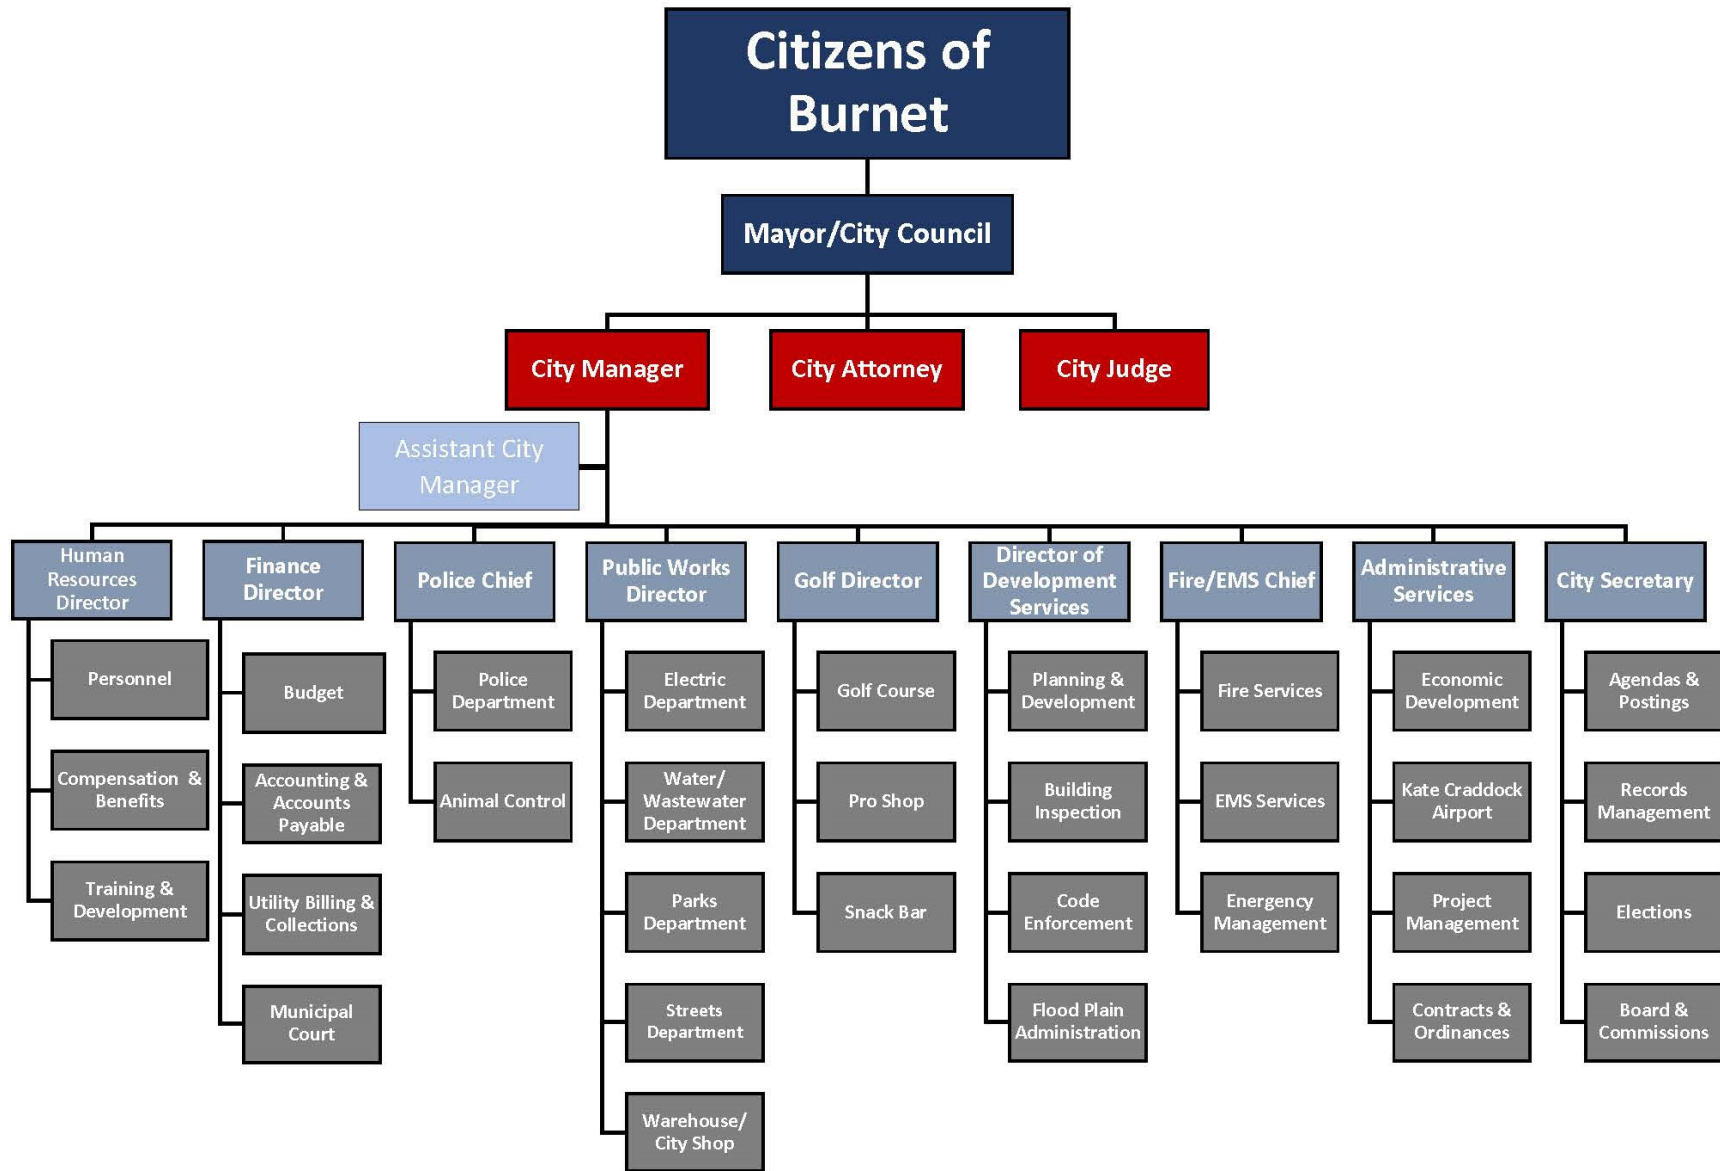 Citizens of
Burnet
Mayor/City Council
City Manager
City Attorney
City Judge
Assistant City
Manager
Human
Resources
Director
Finance
Director
Police Chief
Public Works
Director
Golf Director
Director of
Development
Services
Fire/EMS Chief
Administrative
Services
City Secretary
Personnel
Compensation & 
Benefits
Training &
Development
Budget
Accounting &
Accounts
Payable
Utility Billing &
Collections
Municipal
Court
Police
Department
Animal Control
Electric
Department
Water/
Wastewater
Department
Parks
Department
Streets
Department
Warehouse/
City Shop
Golf Course
Pro Shop
Snack Bar
Planning &
Development
Building
Inspection
Code
Enforcement
Flood Plain
Administration
Fire Services
EMS Services
Energency
Management
Economic
Development
Kate Craddock
Airport
Project
Management
Contracts &
Ordinances
Agendas &
Postings
Records
Management
Elections
Board &
Commissions